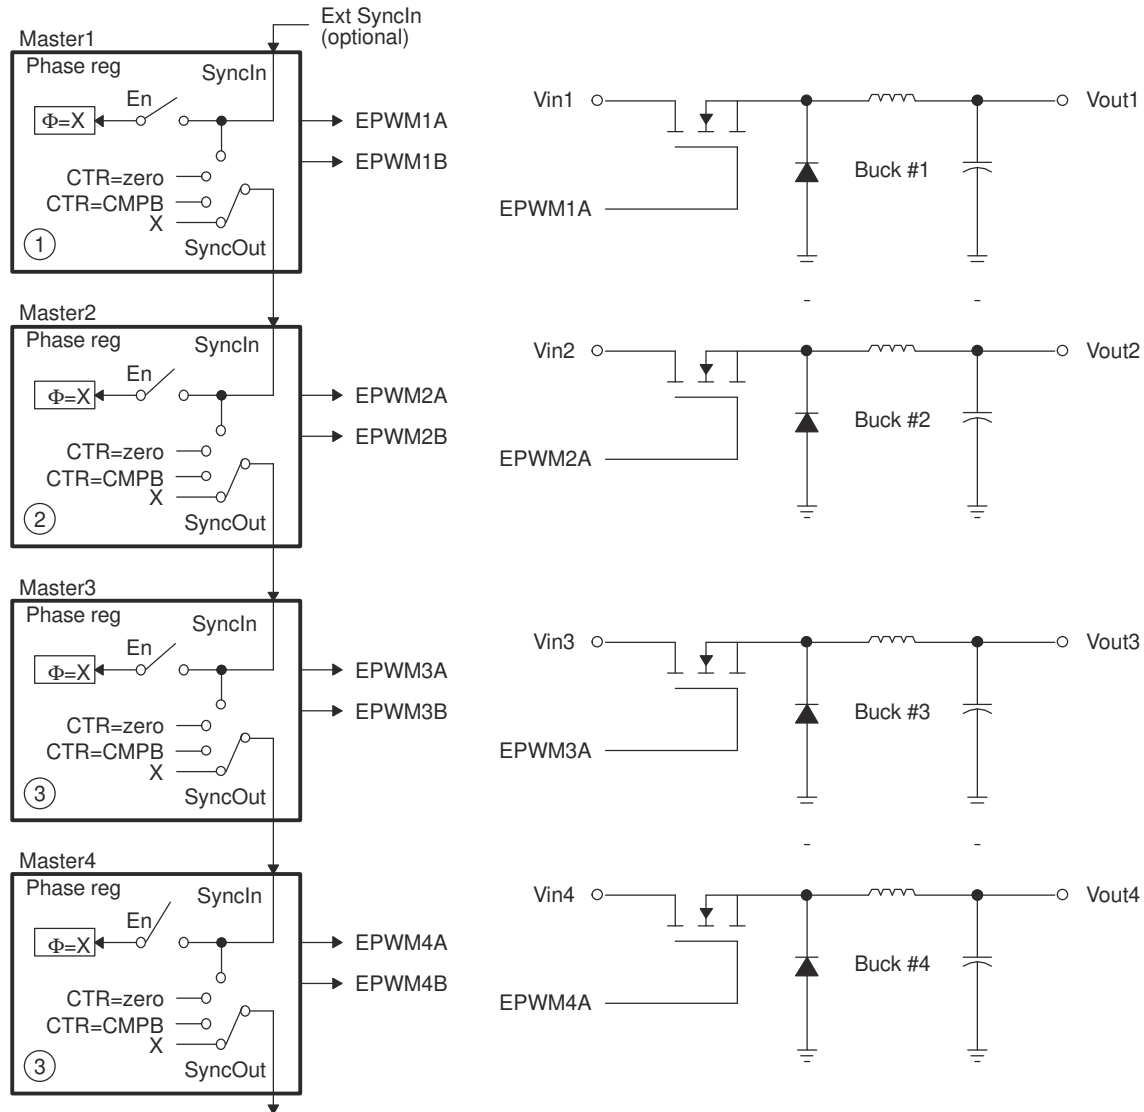 Ext SyncIn
(optional)
Master1
Phase reg
SyncIn
En
Φ=X
EPWM1A
EPWM1B
CTR=zero
CTR=CMPB
X
SyncOut
1
Vin1
Vout1
Buck #1
EPWM1A
Master2
Phase reg
SyncIn
En
Φ=X
EPWM2A
EPWM2B
CTR=zero
CTR=CMPB
X
SyncOut
2
Vin2
Vout2
Buck #2
EPWM2A
Master3
Phase reg
SyncIn
En
Φ=X
EPWM3A
EPWM3B
CTR=zero
CTR=CMPB
X
SyncOut
3
Vin3
Vout3
Buck #3
EPWM3A
Master4
Phase reg
SyncIn
En
Φ=X
EPWM4A
EPWM4B
CTR=zero
CTR=CMPB
X
SyncOut
3
Vin4
Vout4
Buck #4
EPWM4A